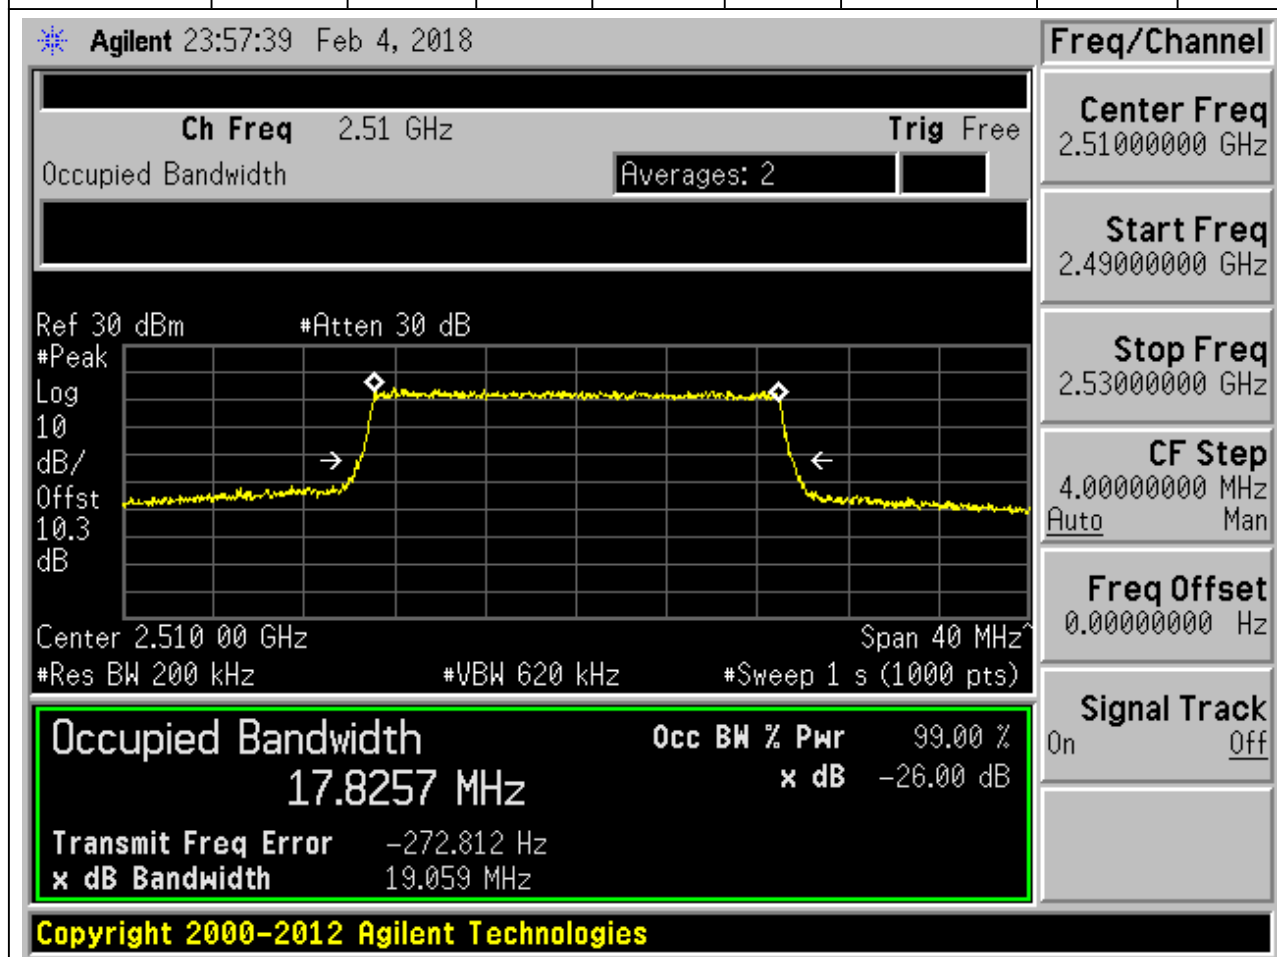 Agilent 23:57:39 Feb 4, 2018
Freq/Channel
Ch Freq 2.51 GHz Trig Free
Occupied Bandwidth Averages: 2
Ref 30 dBm #Atten 30 dB
#Peak
Log
10
dB/
Offst
10.3
dB
Center 2.510 00 GHz Span 40 MHz^
#Res BW 200 kHz #VBW 620 kHz #Sweep 1 s (1000 pts)
Occupied Bandwidth Occ BW % Pwr 99.00 %
17.8257 MHz x dB -26.00 dB
Transmit Freq Error -272.812 Hz
x dB Bandwidth 19.059 MHz
Center Freq
2.51000000 GHz
Start Freq
2.49000000 GHz
Stop Freq
2.53000000 GHz
CF Step
4.00000000 MHz
Auto Man
Freq Offset
0.00000000 Hz
Signal Track
On Off
Copyright 2000-2012 Agilent Technologies